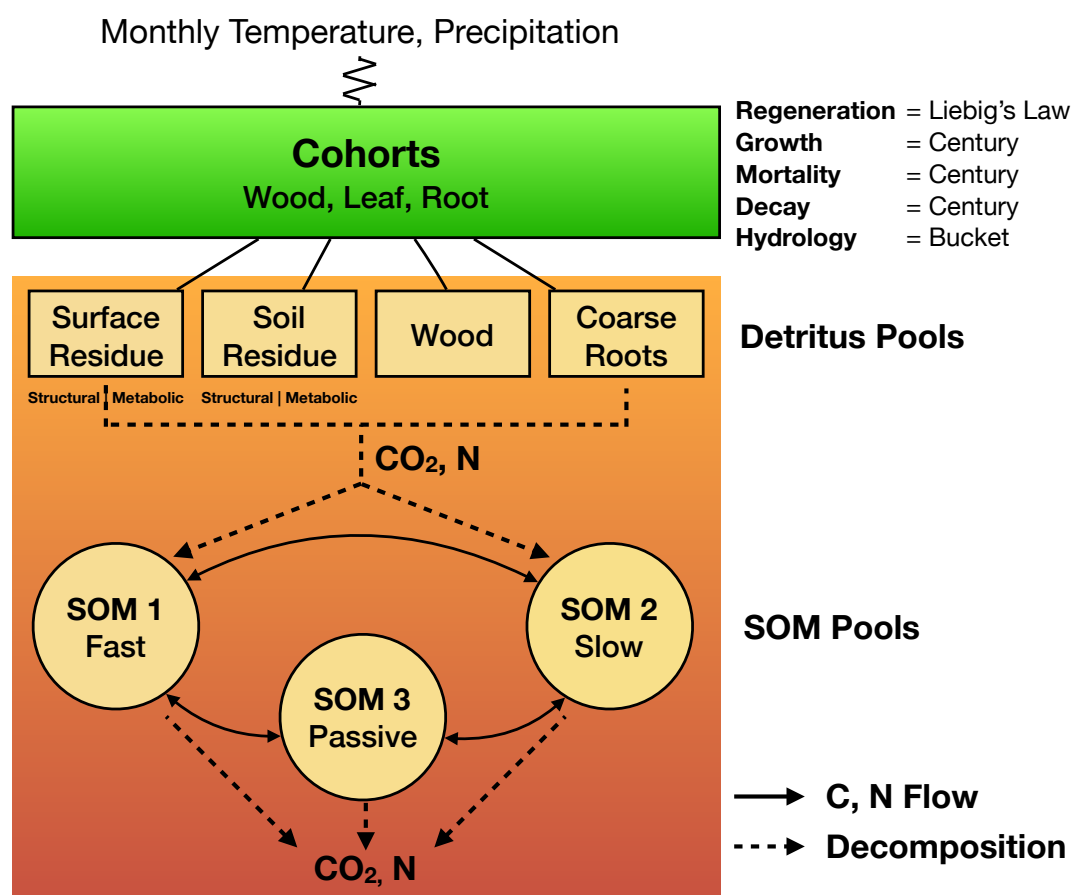 Monthly Temperature, Precipitation
Cohorts
Wood, Leaf, Root
Regeneration = Liebig's Law
Growth = Century
Mortality = Century
Decay = Century
Hydrology = Bucket
Surface
Residue
Soil
Residue
Wood
Coarse
Roots
Detritus Pools
Structural | Metabolic
Structural | Metabolic
CO₂, N
SOM 1
Fast
SOM 2
Slow
SOM Pools
SOM 3
Passive
C, N Flow
Decomposition
CO₂, N